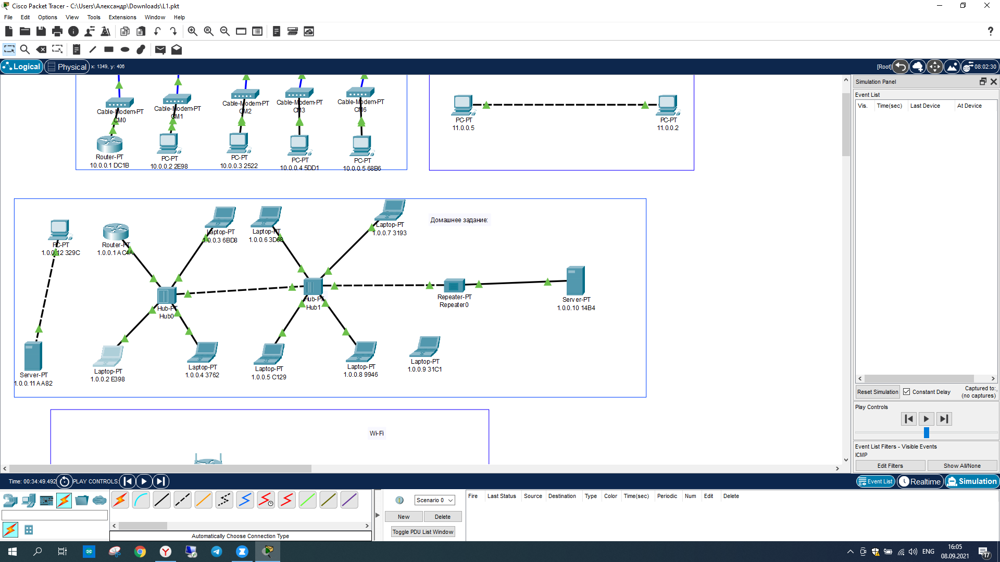 Cisco Packet Tracer - C:\Users\Александр\Downloads\L1.pkt
File Edit Options View Tools Extensions Window Help
?
Logical Physical x: 1349, y: 406 [Root] 08:02:30
Cable-Modem-PT
CM0
Cable-Modem-PT
CM1
Cable-Modem-PT
CM2
Cable-Modem-PT
CM3
Cable-Modem-PT
CM6
Router-PT
10.0.0.1 DC1B
PC-PT
10.0.0.2 2E98
PC-PT
10.0.0.3 2522
PC-PT
10.0.0.4 5DD1
PC-PT
10.0.0.5 68B6
PC-PT
11.0.0.5
PC-PT
11.0.0.2
Домашнее задание:
PC-PT
1.0.0.12 329C
Router-PT
1.0.0.1 AC4A
Laptop-PT
1.0.0.3 6BD8
Laptop-PT
1.0.0.6 3D68
Laptop-PT
1.0.0.7 3193
Hub-PT
Hub0
Hub-PT
Hub1
Repeater-PT
Repeater0
Server-PT
1.0.0.10 14B4
Server-PT
1.0.0.11 AA82
Laptop-PT
1.0.0.2 E398
Laptop-PT
1.0.0.4 3762
Laptop-PT
1.0.0.5 C129
Laptop-PT
1.0.0.8 9946
Laptop-PT
1.0.0.9 31C1
Wi-Fi
Simulation Panel
Event List
Vis. Time(sec) Last Device At Device
Reset Simulation Constant Delay
Captured to:
(no captures)
Play Controls
Event List Filters - Visible Events
ICMP
Edit Filters Show All/None
Time: 00:34:49.492 PLAY CONTROLS: Event List Realtime Simulation
Scenario 0
New Delete
Toggle PDU List Window
Automatically Choose Connection Type
Fire Last Status Source Destination Type Color Time(sec) Periodic Num Edit Delete
ENG
16:05
08.09.2021
17